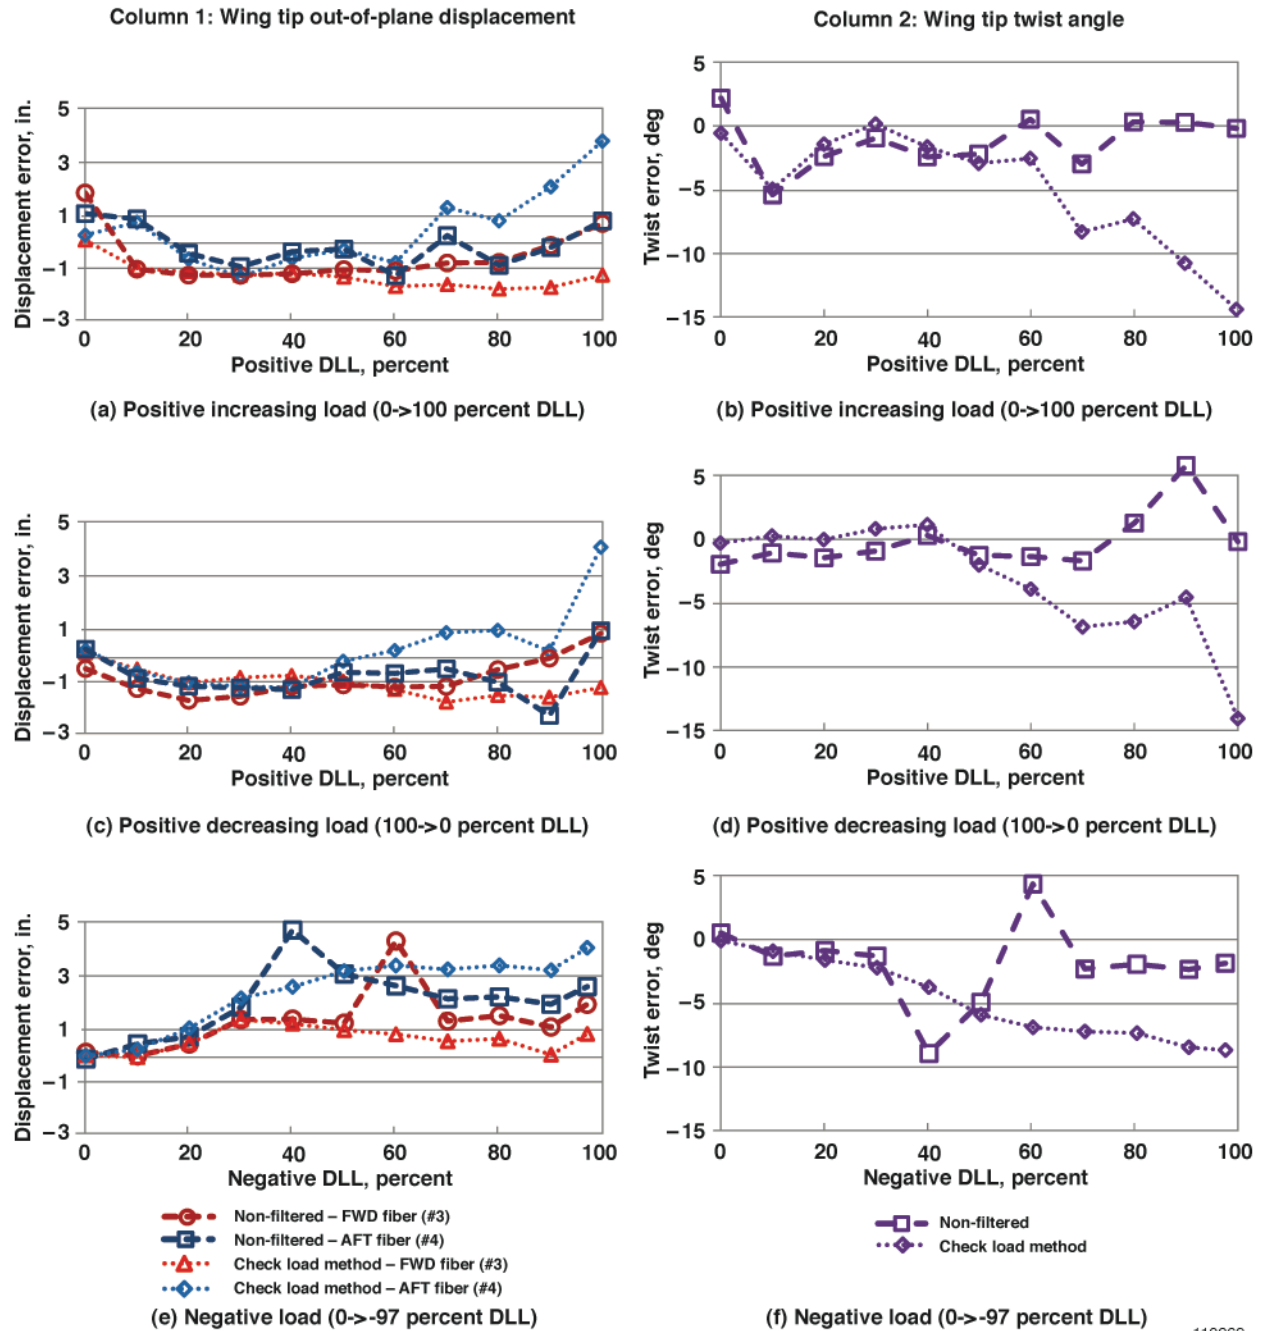 Column 1: Wing tip out-of-plane displacement
Column 2: Wing tip twist angle
Displacement error, in.
5
3
1
−1
−3
0 20 40 60 80 100
Positive DLL, percent
(a) Positive increasing load (0->100 percent DLL)
Twist error, deg
5
0
−5
−10
−15
0 20 40 60 80 100
Positive DLL, percent
(b) Positive increasing load (0->100 percent DLL)
Displacement error, in.
5
3
1
−1
−3
0 20 40 60 80 100
Positive DLL, percent
(c) Positive decreasing load (100->0 percent DLL)
Twist error, deg
5
0
−5
−10
−15
0 20 40 60 80 100
Positive DLL, percent
(d) Positive decreasing load (100->0 percent DLL)
Displacement error, in.
5
3
1
−1
−3
0 20 40 60 80 100
Negative DLL, percent
Non-filtered – FWD fiber (#3)
Non-filtered – AFT fiber (#4)
Check load method – FWD fiber (#3)
Check load method – AFT fiber (#4)
(e) Negative load (0->-97 percent DLL)
Twist error, deg
5
0
−5
−10
−15
0 20 40 60 80 100
Negative DLL, percent
Non-filtered
Check load method
(f) Negative load (0->-97 percent DLL)